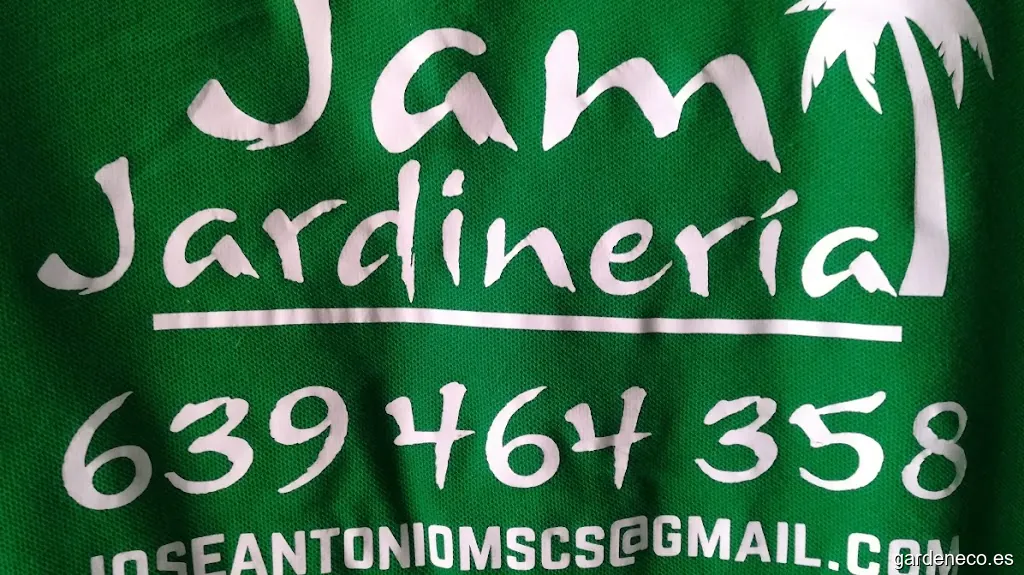 Jam
Jardinería
639 464 358
JOSEANTONIOMSCS@GMAIL.COM
gardeneco.es